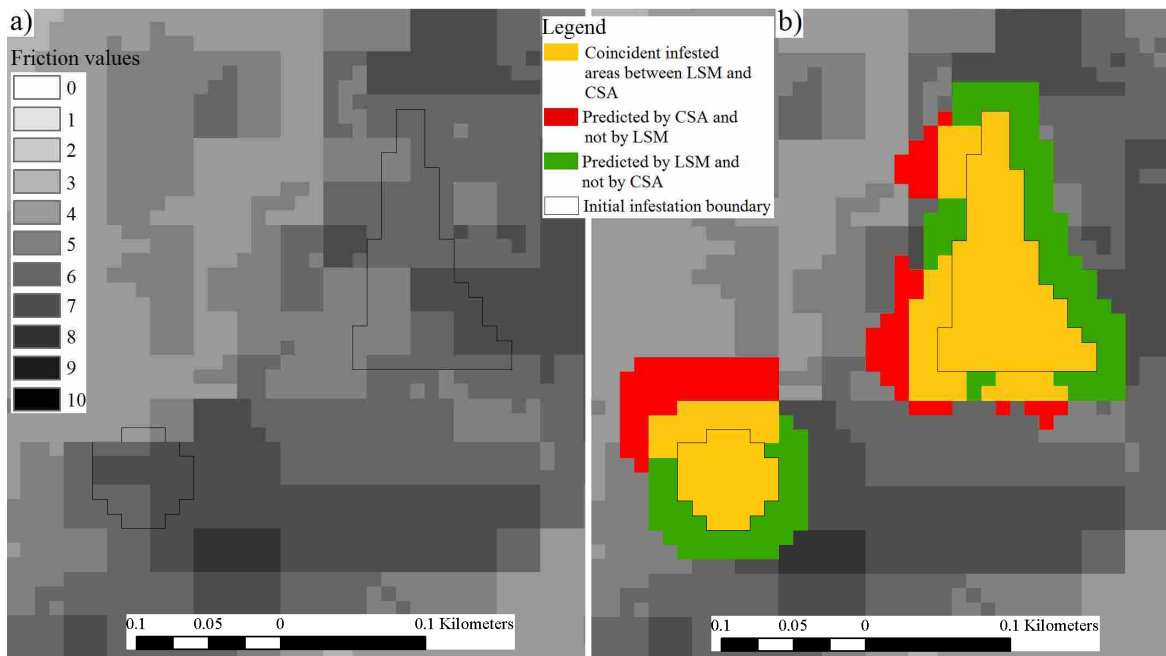 a)
Friction values
0
1
2
3
4
5
6
7
8
9
10
0.1 0.05 0 0.1 Kilometers
Legend
Coincident infested
areas between LSM and
CSA
Predicted by CSA and
not by LSM
Predicted by LSM and
not by CSA
Initial infestation boundary
b)
0.1 0.05 0 0.1 Kilometers